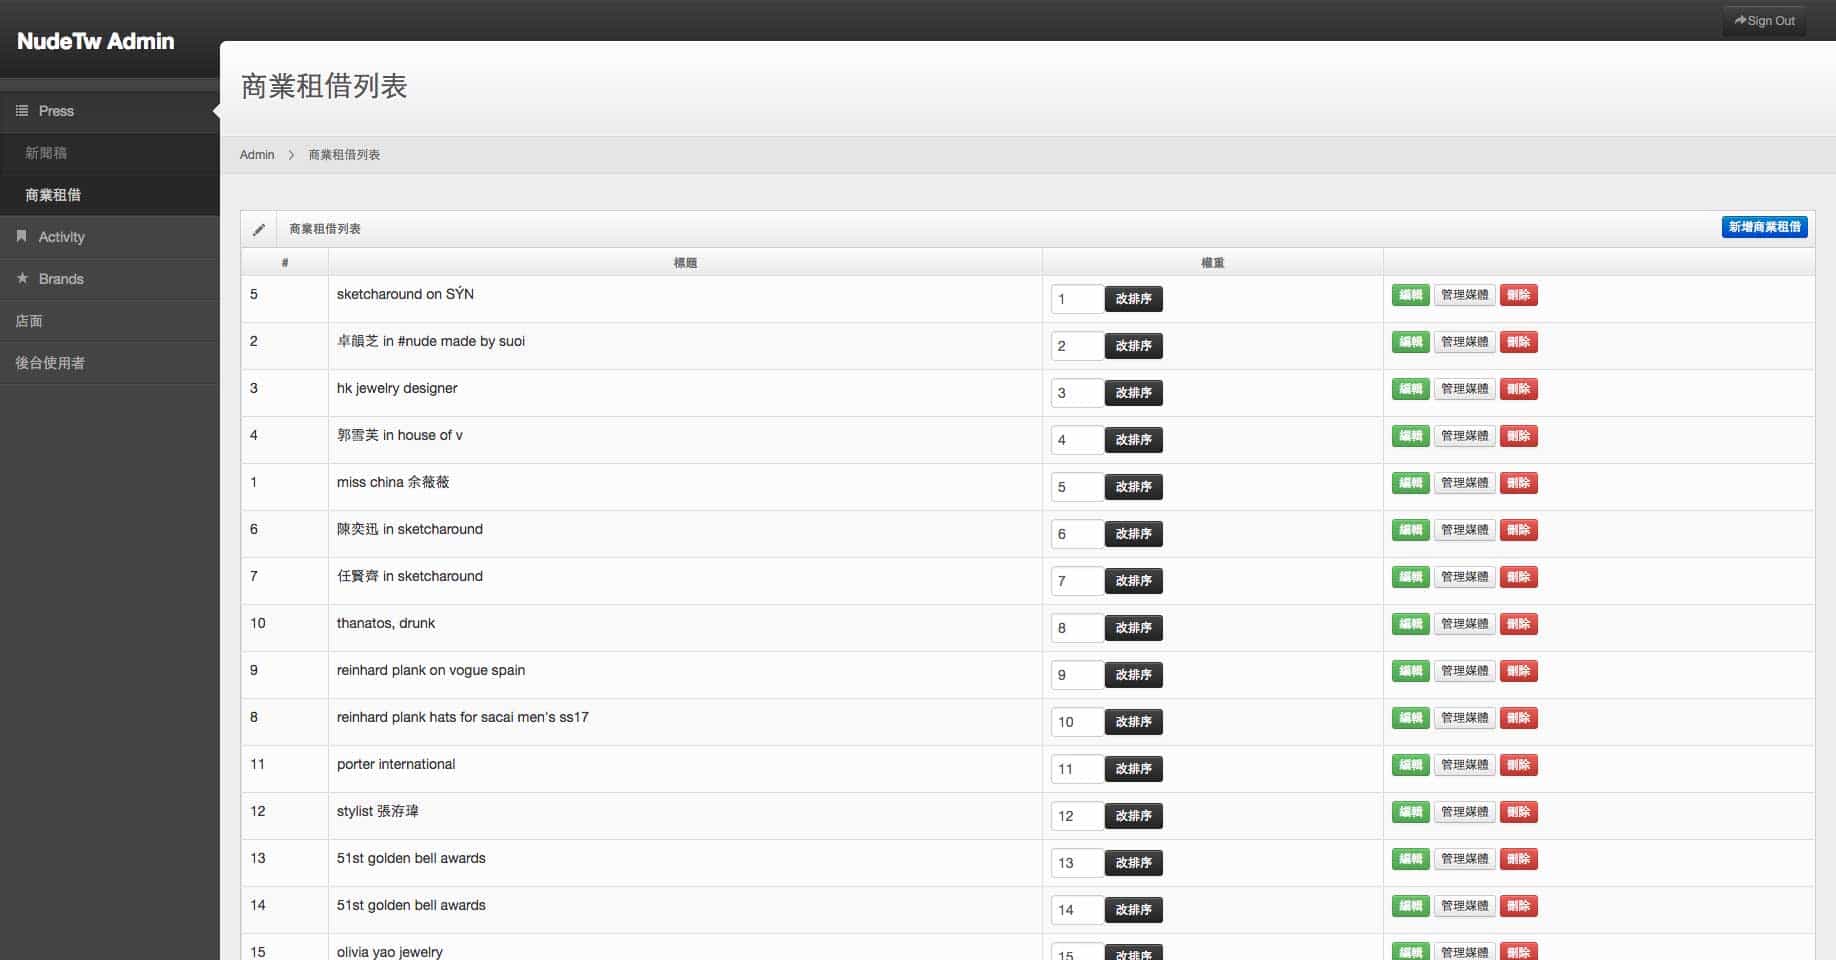 NudeTw Admin
Sign Out
Press
新聞稿
商業租借
Activity
Brands
店面
後台使用者
商業租借列表
Admin > 商業租借列表
商業租借列表 新增商業租借
# 標題 權重
5 sketcharound on SÝN 1 改排序 編輯 管理媒體 刪除
2 卓韻芝 in #nude made by suoi 2 改排序 編輯 管理媒體 刪除
3 hk jewelry designer 3 改排序 編輯 管理媒體 刪除
4 郭雪芙 in house of v 4 改排序 編輯 管理媒體 刪除
1 miss china 余薇薇 5 改排序 編輯 管理媒體 刪除
6 陳奕迅 in sketcharound 6 改排序 編輯 管理媒體 刪除
7 任賢齊 in sketcharound 7 改排序 編輯 管理媒體 刪除
10 thanatos, drunk 8 改排序 編輯 管理媒體 刪除
9 reinhard plank on vogue spain 9 改排序 編輯 管理媒體 刪除
8 reinhard plank hats for sacai men's ss17 10 改排序 編輯 管理媒體 刪除
11 porter international 11 改排序 編輯 管理媒體 刪除
12 stylist 張洊瑋 12 改排序 編輯 管理媒體 刪除
13 51st golden bell awards 13 改排序 編輯 管理媒體 刪除
14 51st golden bell awards 14 改排序 編輯 管理媒體 刪除
15 olivia yao jewelry 15 改排序 編輯 管理媒體 刪除